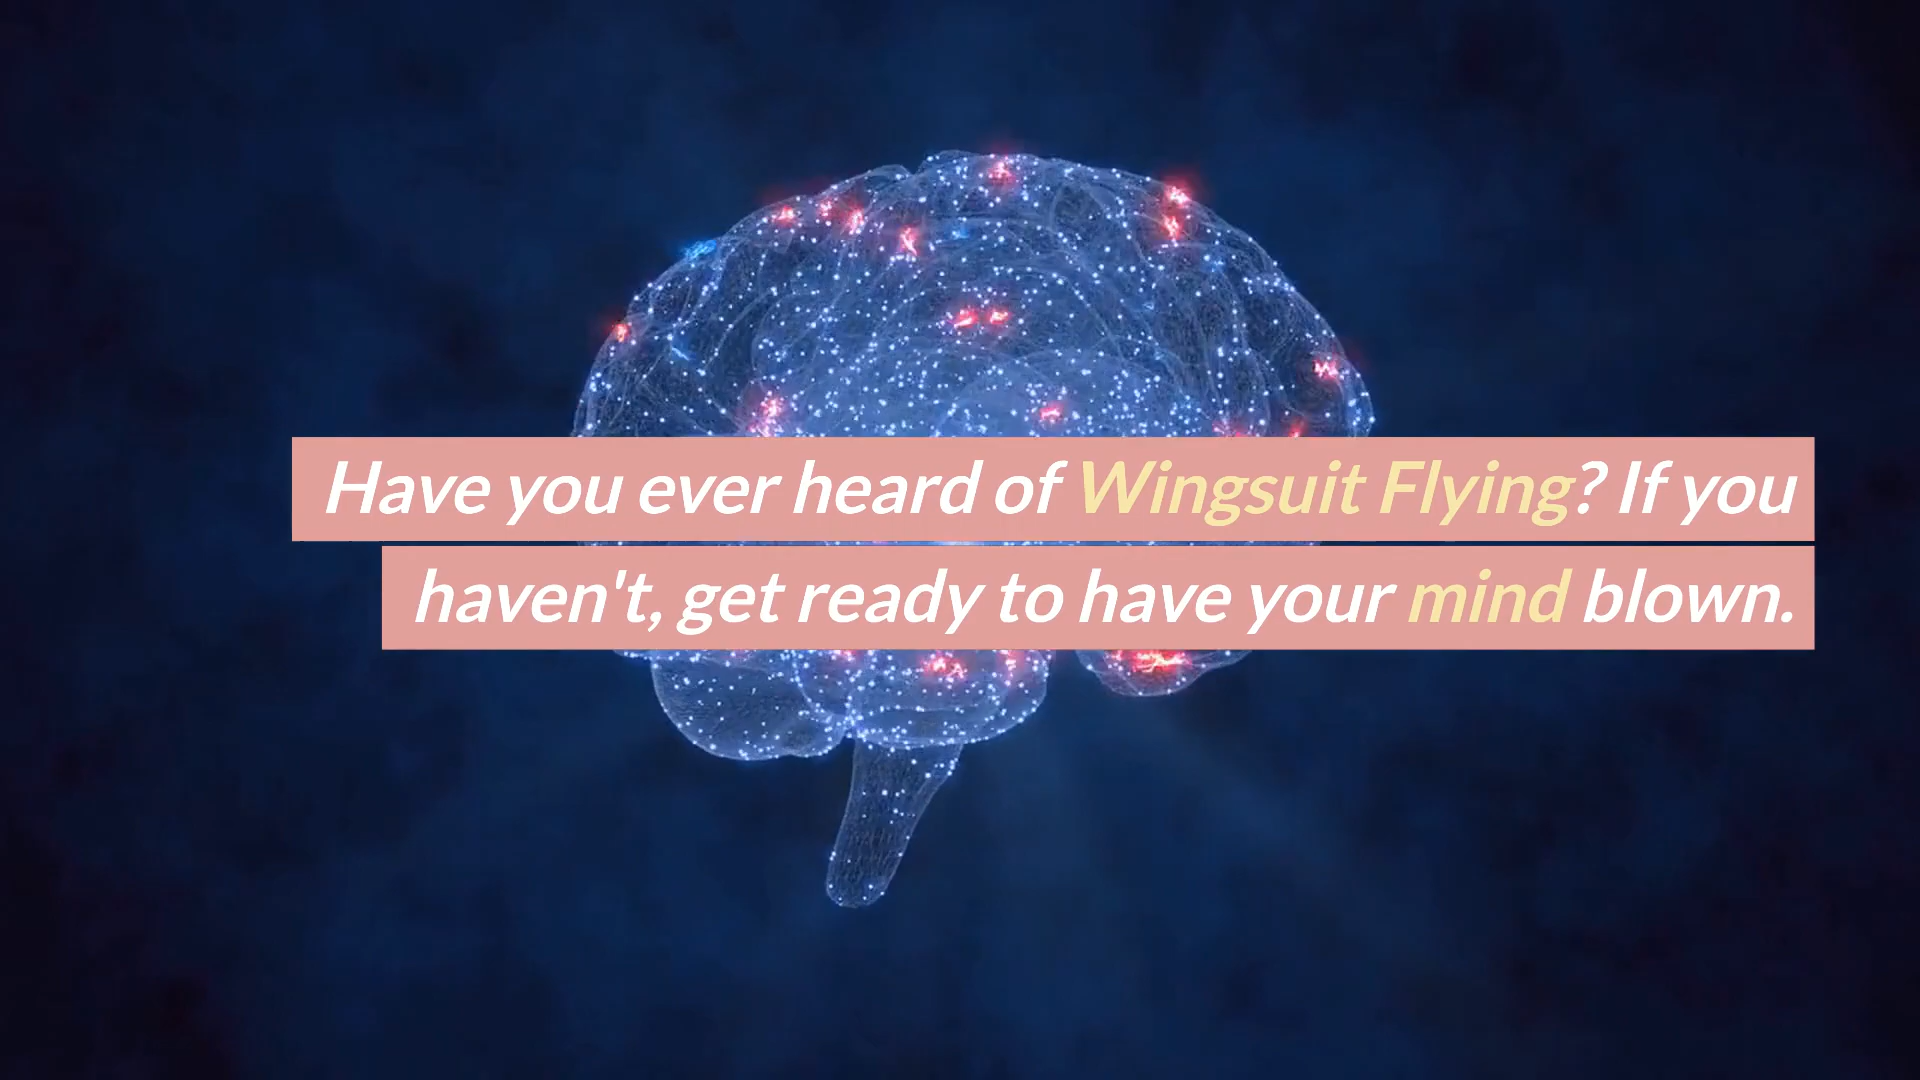 Have you ever heard of Wingsuit Flying? If you
haven't, get ready to have your mind blown.